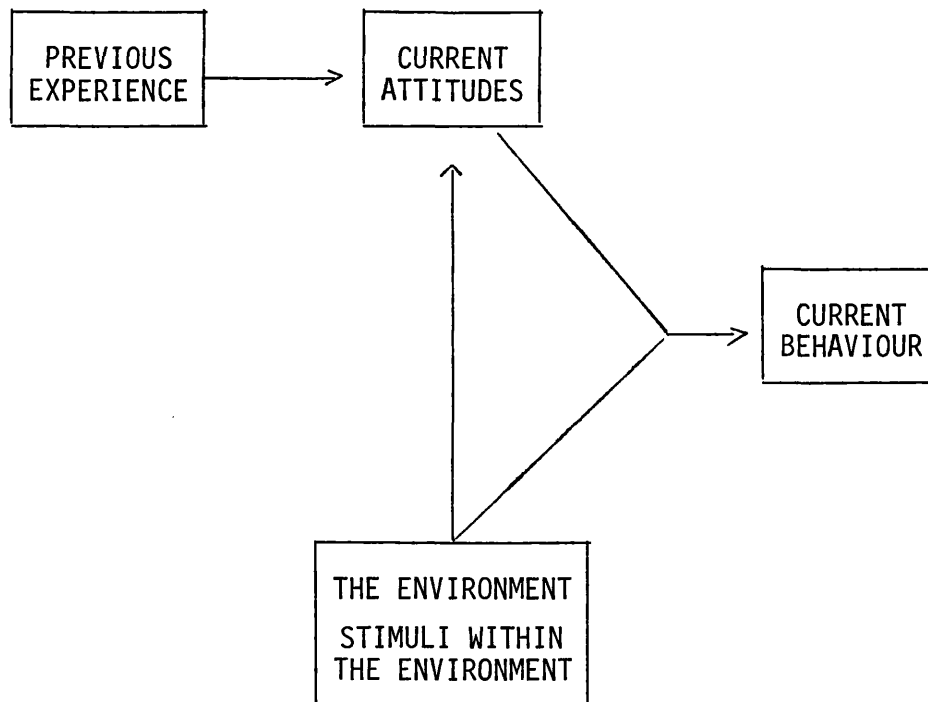 PREVIOUS
EXPERIENCE
CURRENT
ATTITUDES
CURRENT
BEHAVIOUR
THE ENVIRONMENT
STIMULI WITHIN
THE ENVIRONMENT